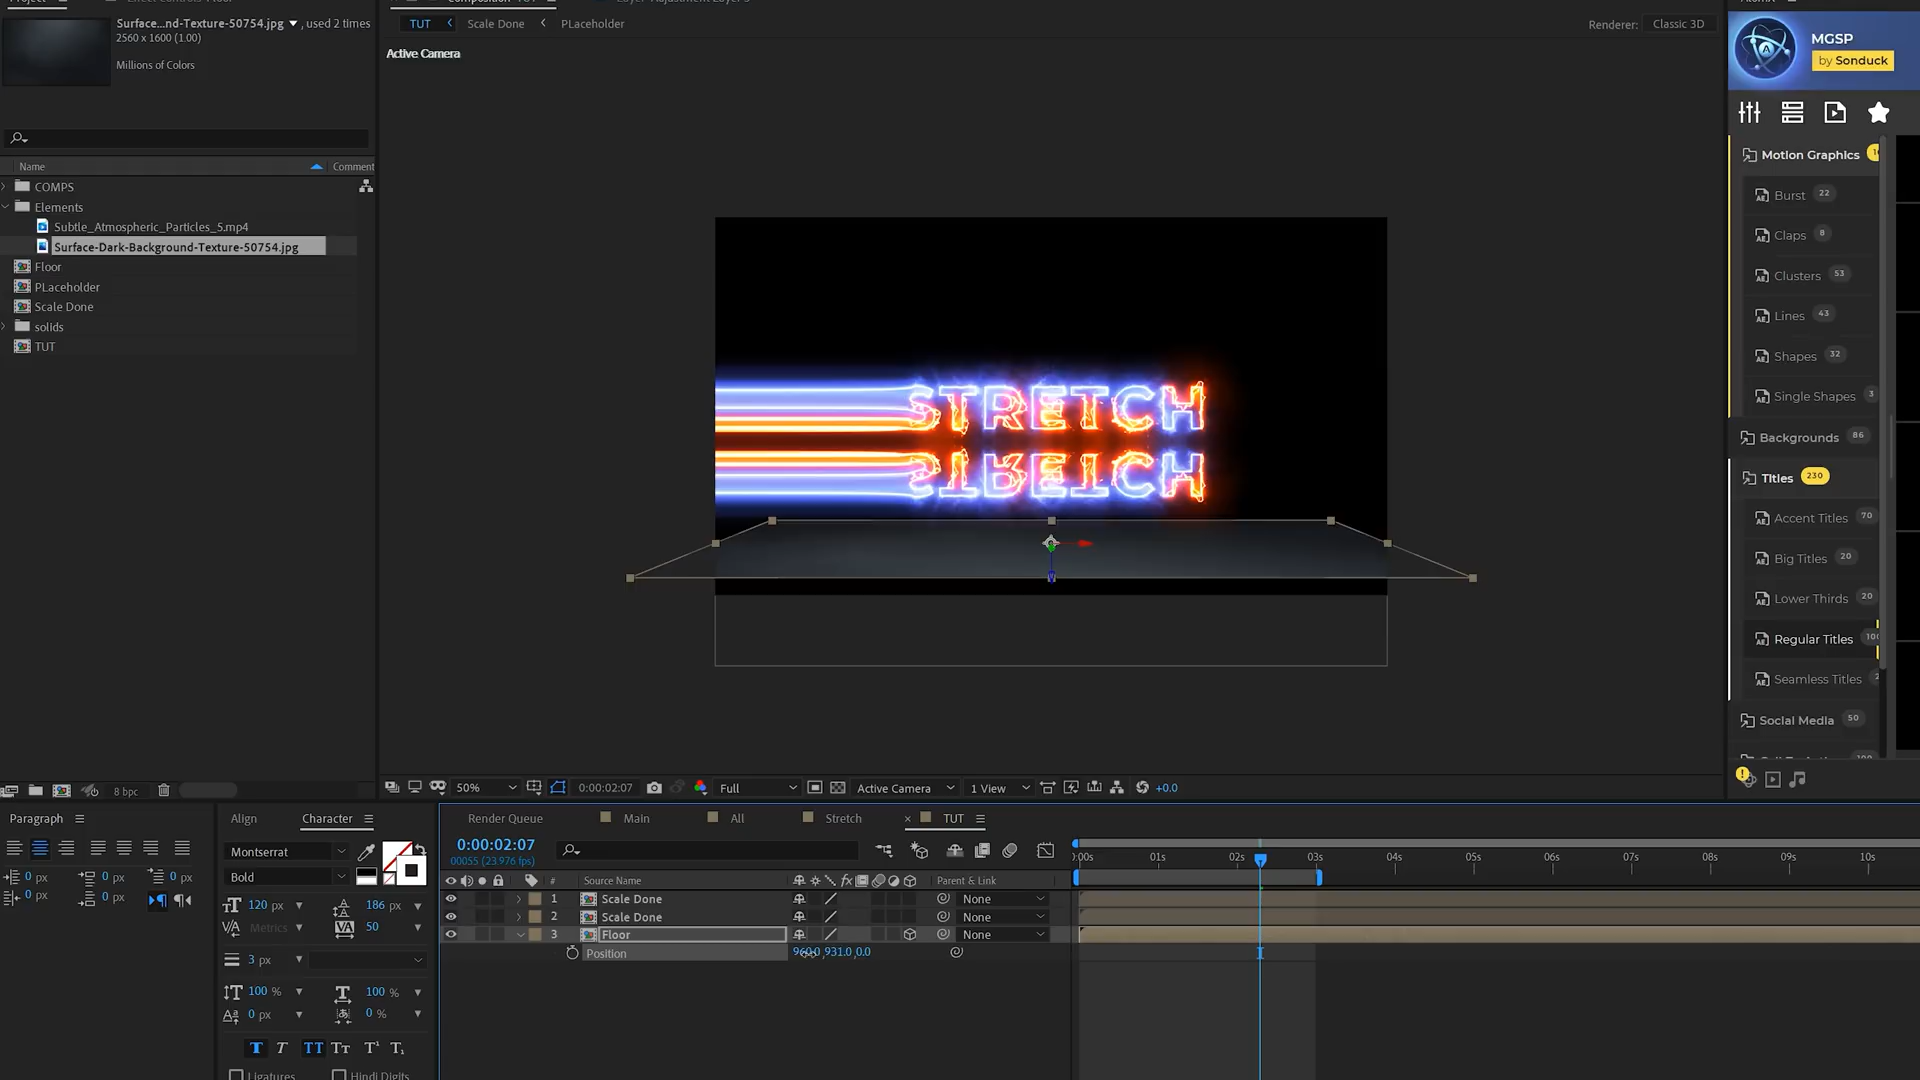 Surface...nd-Texture-50754.jpg ▼ , used 2 times
2560 x 1600 (1.00)
Millions of Colors
Name
Comment
COMPS
Elements
Subtle_Atmospheric_Particles_5.mp4
Surface-Dark-Background-Texture-50754.jpg
Floor
PLaceholder
Scale Done
solids
TUT
8 bpc
TUT
Scale Done
PLaceholder
Renderer:
Classic 3D
Active Camera
STRETCH
50%
0:00:02:07
Full
Active Camera
1 View
+0.0
MGSP
by Sonduck
Motion Graphics
Burst 22
Claps 8
Clusters 53
Lines 43
Shapes 32
Single Shapes 3
Backgrounds 86
Titles 230
Accent Titles 70
Big Titles 20
Lower Thirds 20
Regular Titles 100
Seamless Titles
Social Media 50
Paragraph
0 px
0 px
0 px
0 px
0 px
Align
Character
Montserrat
Bold
120 px
186 px
Metrics
50
3 px
100 %
100 %
0 px
0 %
Ligatures
Hindi Digits
Render Queue
Main
All
Stretch
TUT
0:00:02:07
00055 (23.976 fps)
# Source Name
Parent & Link
1 Scale Done None
2 Scale Done None
3 Floor None
Position 960.0 ,931.0 ,0.0
0:00s 01s 02s 03s 04s 05s 06s 07s 08s 09s 10s